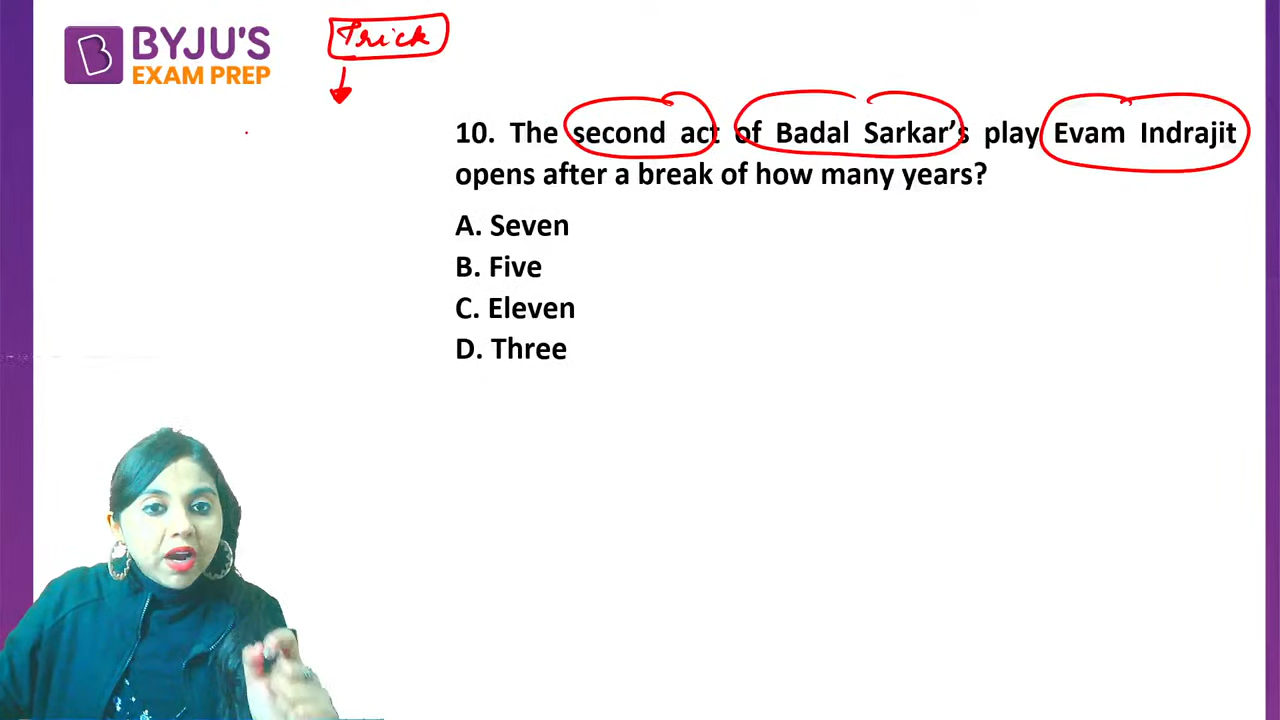 BYJU'S
EXAM PREP
Trick
10. The second act of Badal Sarkar's play Evam Indrajit
opens after a break of how many years?
A. Seven
B. Five
C. Eleven
D. Three